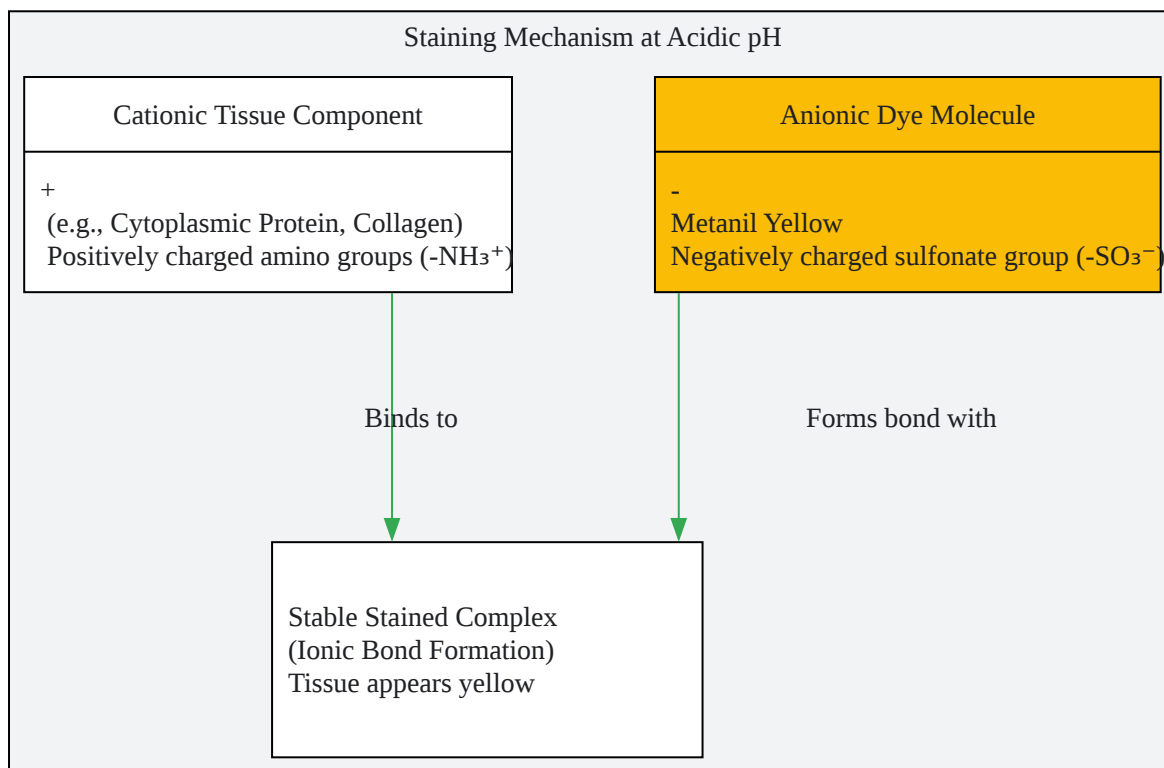 Staining Mechanism at Acidic pH
Cationic Tissue Component
+
(e.g., Cytoplasmic Protein, Collagen)
Positively charged amino groups (-NH₃⁺)
Anionic Dye Molecule
-
Metanil Yellow
Negatively charged sulfonate group (-SO₃⁻)
Binds to
Forms bond with
Stable Stained Complex
(Ionic Bond Formation)
Tissue appears yellow